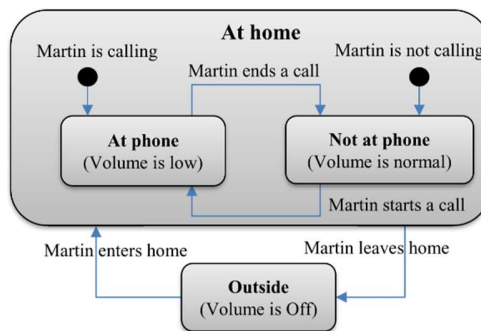 At home
Martin is calling
Martin is not calling
Martin ends a call
At phone
(Volume is low)
Not at phone
(Volume is normal)
Martin starts a call
Martin enters home
Martin leaves home
Outside
(Volume is Off)